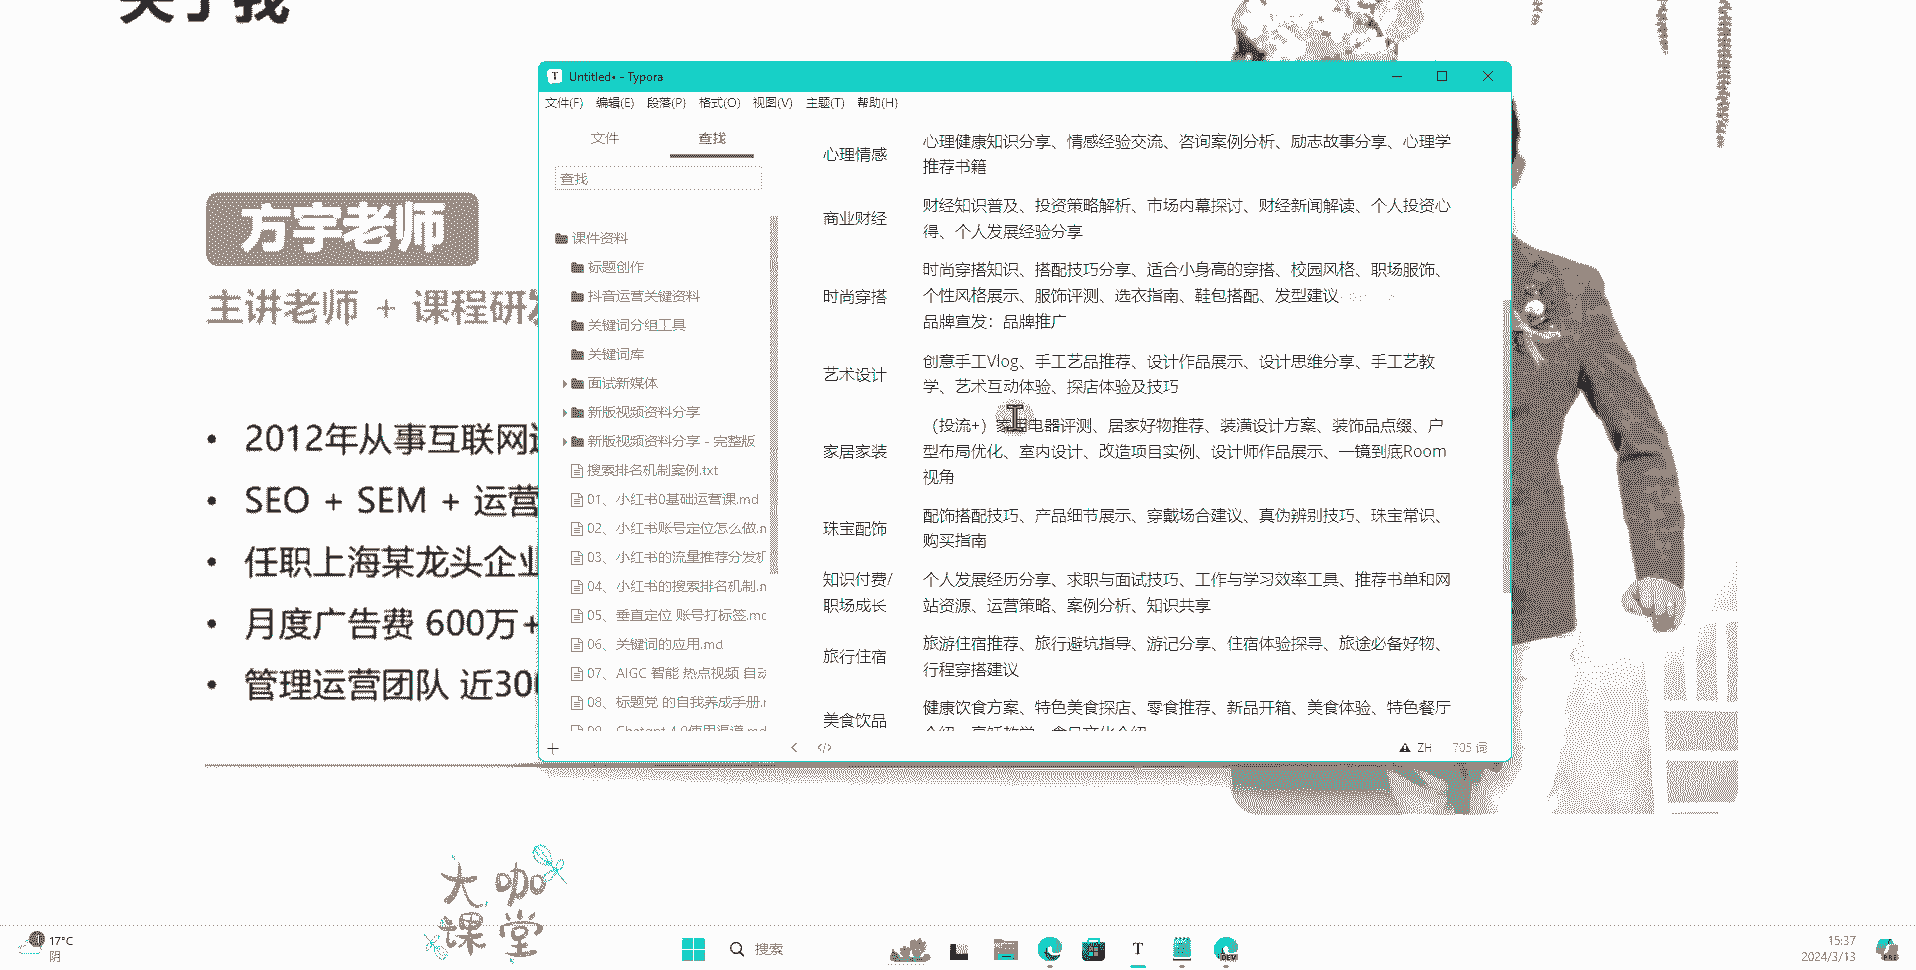 关于我
方宇老师
主讲老师 + 课程研发
2012年从事互联网
SEO + SEM + 运营
任职上海某龙头企业
月度广告费 600万+
管理运营团队 近30
Untitled• - Typora
文件(F) 编辑(E) 段落(P) 格式(O) 视图(V) 主题(T) 帮助(H)
文件 查找
查找
课件资料
标题创作
抖音运营关键资料
关键词分组工具
关键词库
面试新媒体
新版视频资料分享
新版视频资料分享 - 完整版
搜索排名机制案例.txt
01、小红书0基础运营课.md
02、小红书账号定位怎么做.
03、小红书的流量推荐分发机
04、小红书的搜索排名机制.
05、垂直定位 账号打标签.md
06、关键词的应用.md
07、AIGC 智能 热点视频 自动
08、标题党 的自我养成手册.
09、Chatgpt 4.0使用渠道.md
心理情感
心理健康知识分享、情感经验交流、咨询案例分析、励志故事分享、心理学
推荐书籍
商业财经
财经知识普及、投资策略解析、市场内幕探讨、财经新闻解读、个人投资心
得、个人发展经验分享
时尚穿搭
时尚穿搭知识、搭配技巧分享、适合小身高的穿搭、校园风格、职场服饰、
个性风格展示、服饰评测、选衣指南、鞋包搭配、发型建议
品牌宣发：品牌推广
艺术设计
创意手工Vlog、手工艺品推荐、设计作品展示、设计思维分享、手工艺教
学、艺术互动体验、探店体验及技巧
家居家装
（投流+）家用电器评测、居家好物推荐、装潢设计方案、装饰品点缀、户
型布局优化、室内设计、改造项目实例、设计师作品展示、一镜到底Room
视角
珠宝配饰
配饰搭配技巧、产品细节展示、穿戴场合建议、真伪辨别技巧、珠宝常识、
购买指南
知识付费/
职场成长
个人发展经历分享、求职与面试技巧、工作与学习效率工具、推荐书单和网
站资源、运营策略、案例分析、知识共享
旅行住宿
旅游住宿推荐、旅行避坑指导、游记分享、住宿体验探寻、旅途必备好物、
行程穿搭建议
美食饮品
健康饮食方案、特色美食探店、零食推荐、新品开箱、美食体验、特色餐厅
ZH 705 词
大咖
课堂
17°C
阴
搜索
15:37
2024/3/13